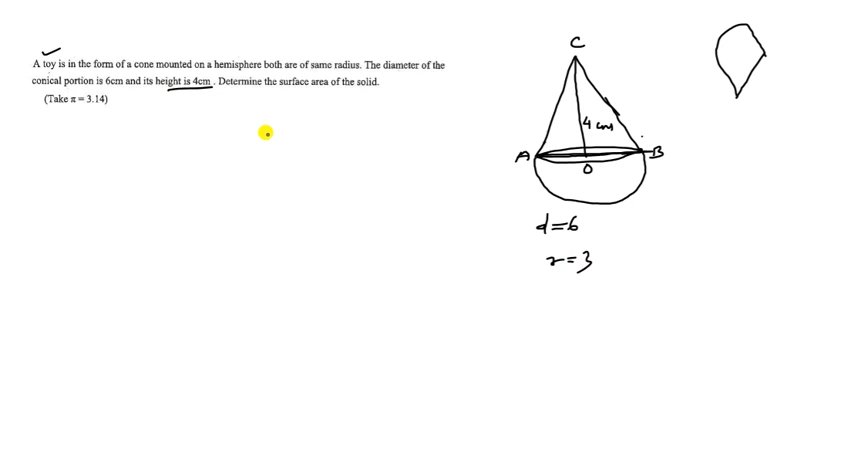 A toy is in the form of a cone mounted on a hemisphere both are of same radius. The diameter of the
conical portion is 6cm and its height is 4cm . Determine the surface area of the solid.
(Take π = 3.14)
C
4 cm
A
B
O
d=6
r=3